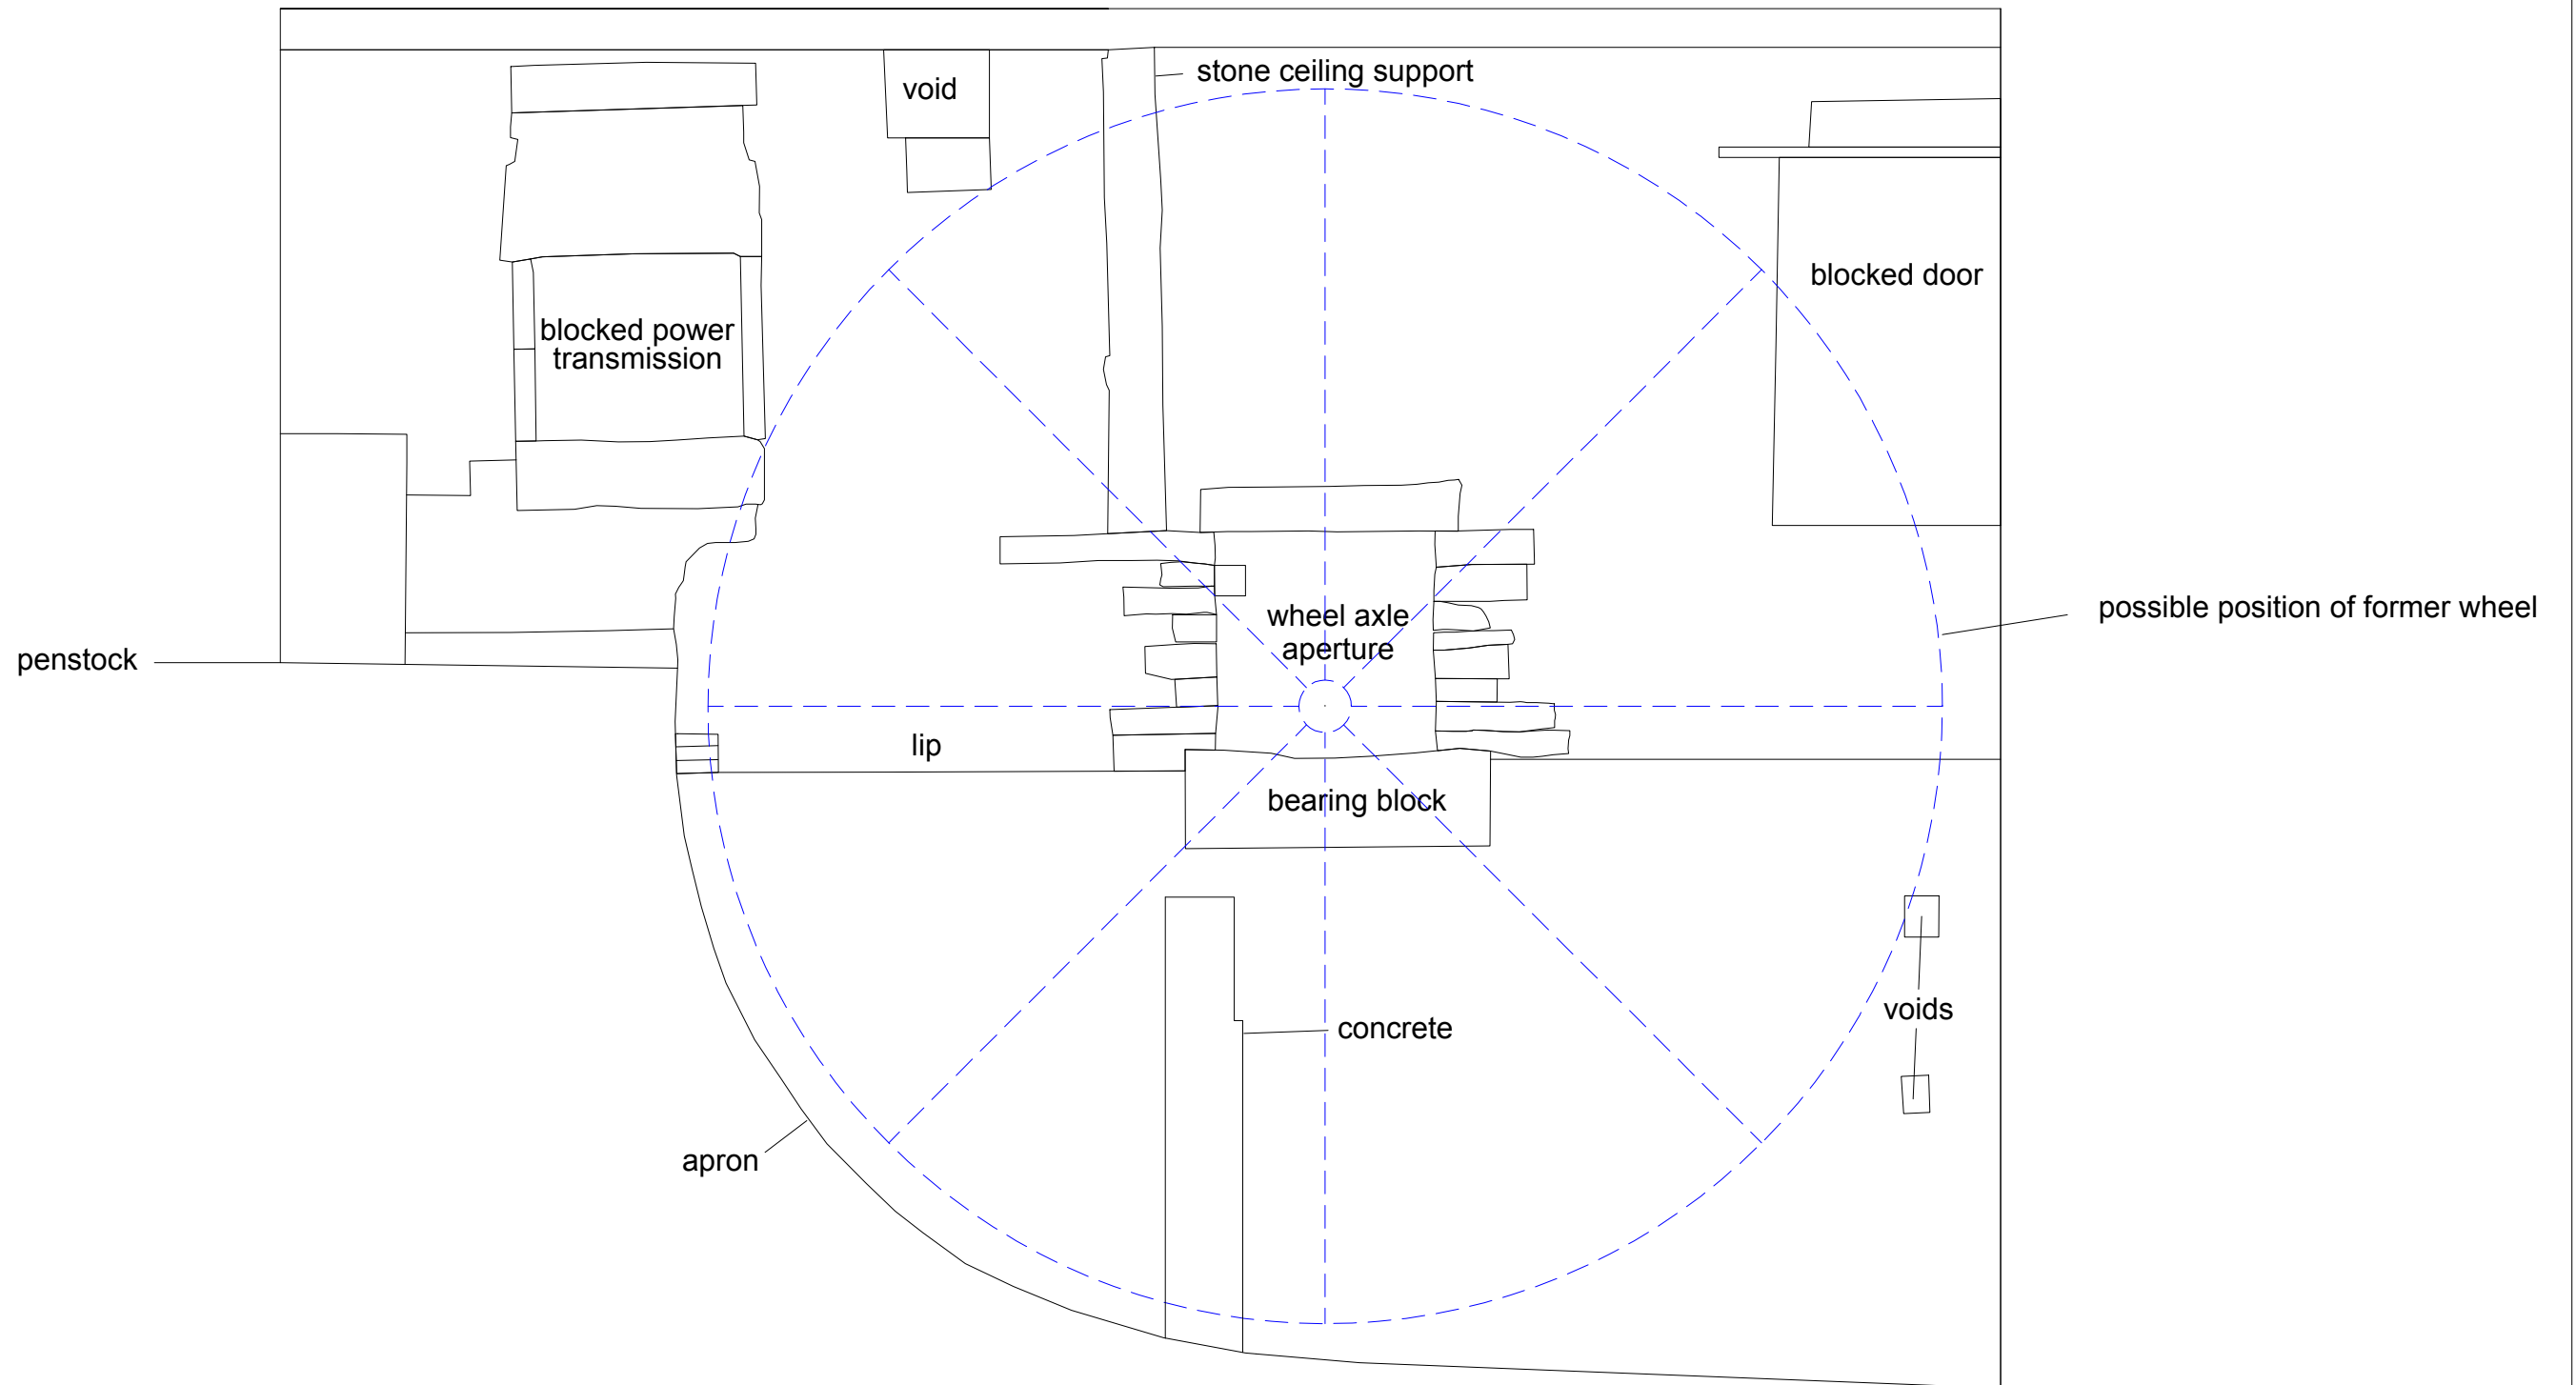 stone ceiling support
void
blocked door
blocked power
transmission
possible position of former wheel
wheel axle
aperture
penstock
lip
bearing block
voids
concrete
apron